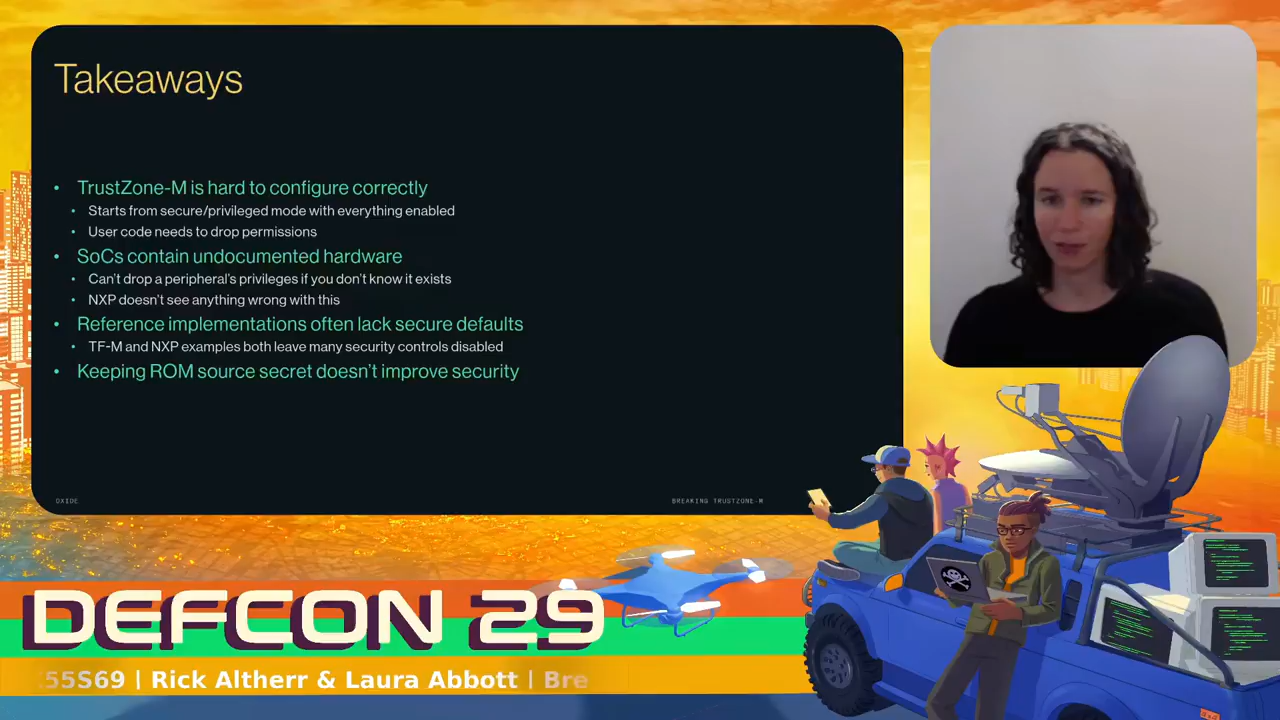 Takeaways
• TrustZone-M is hard to configure correctly
• Starts from secure/privileged mode with everything enabled
• User code needs to drop permissions
• SoCs contain undocumented hardware
• Can't drop a peripheral's privileges if you don't know it exists
• NXP doesn't see anything wrong with this
• Reference implementations often lack secure defaults
• TF-M and NXP examples both leave many security controls disabled
• Keeping ROM source secret doesn't improve security
OXIDE
BREAKING TRUSTZONE-M
DEFCON 29
55S69 | Rick Altherr & Laura Abbott | Bre